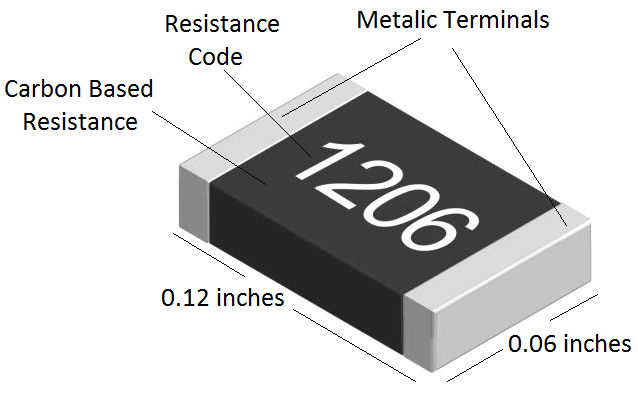 Resistance
Code
Metalic Terminals
Carbon Based
Resistance
1206
0.12 inches
0.06 inches